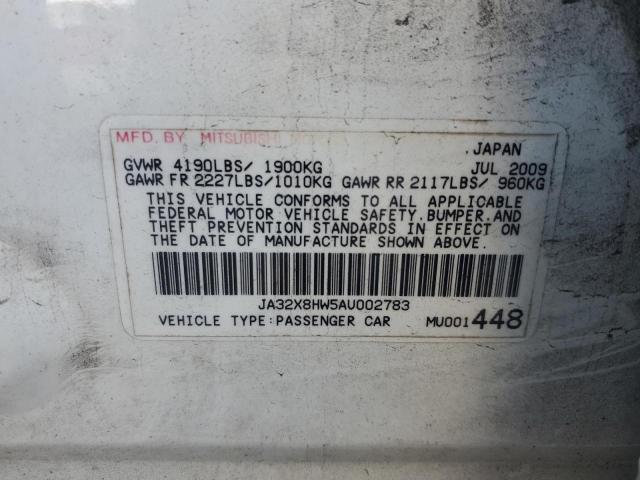 MFD. BY MITSUBISHI
JAPAN
GVWR 4190LBS/ 1900KG JUL 2009
GAWR FR 2227LBS/1010KG GAWR RR 2117LBS/ 960KG
THIS VEHICLE CONFORMS TO ALL APPLICABLE
FEDERAL MOTOR VEHICLE SAFETY,BUMPER,AND
THEFT PREVENTION STANDARDS IN EFFECT ON
THE DATE OF MANUFACTURE SHOWN ABOVE.
JA32X8HW5AU002783
VEHICLE TYPE:PASSENGER CAR MU001448